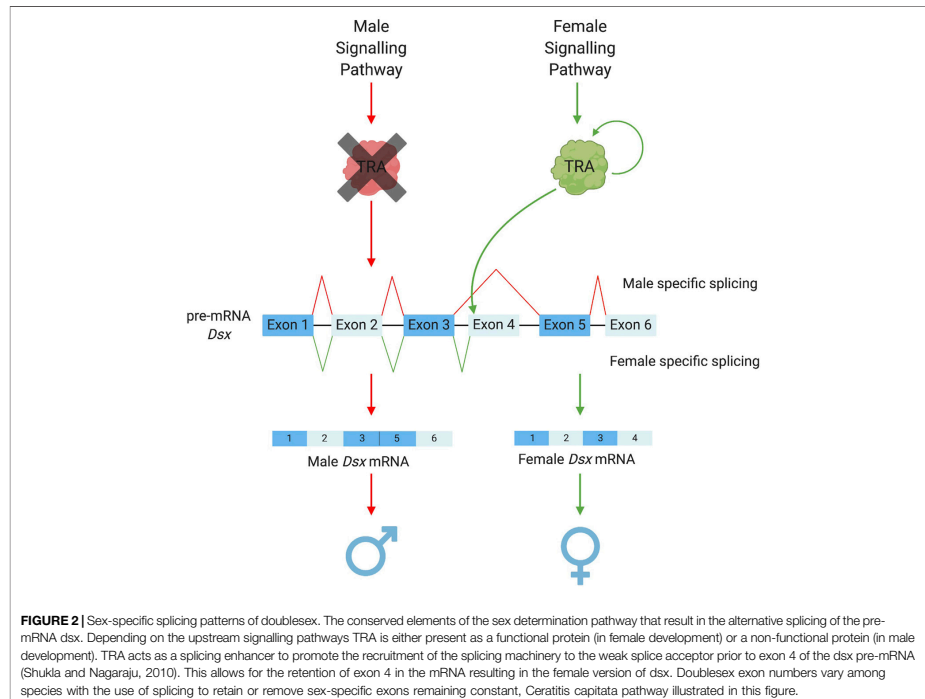 Male
Signalling
Pathway
Female
Signalling
Pathway
TRA
TRA
Male specific splicing
pre-mRNA
Dsx
Exon 1 Exon 2 Exon 3 Exon 4 Exon 5 Exon 6
Female specific splicing
1 2 3 5 6
Male Dsx mRNA
1 2 3 4
Female Dsx mRNA
FIGURE 2 | Sex-specific splicing patterns of doublesex. The conserved elements of the sex determination pathway that result in the alternative splicing of the pre-
mRNA dsx. Depending on the upstream signalling pathways TRA is either present as a functional protein (in female development) or a non-functional protein (in male
development). TRA acts as a splicing enhancer to promote the recruitment of the splicing machinery to the weak splice acceptor prior to exon 4 of the dsx pre-mRNA
(Shukla and Nagaraju, 2010). This allows for the retention of exon 4 in the mRNA resulting in the female version of dsx. Doublesex exon numbers vary among
species with the use of splicing to retain or remove sex-specific exons remaining constant, Ceratitis capitata pathway illustrated in this figure.